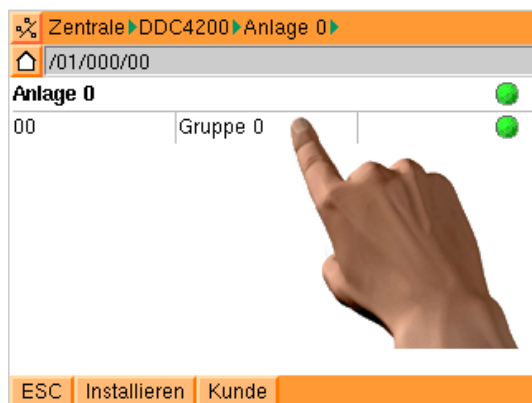 Zentrale DDC4200 Anlage 0
/01/000/00
Anlage 0
00 Gruppe 0
ESC Installieren Kunde